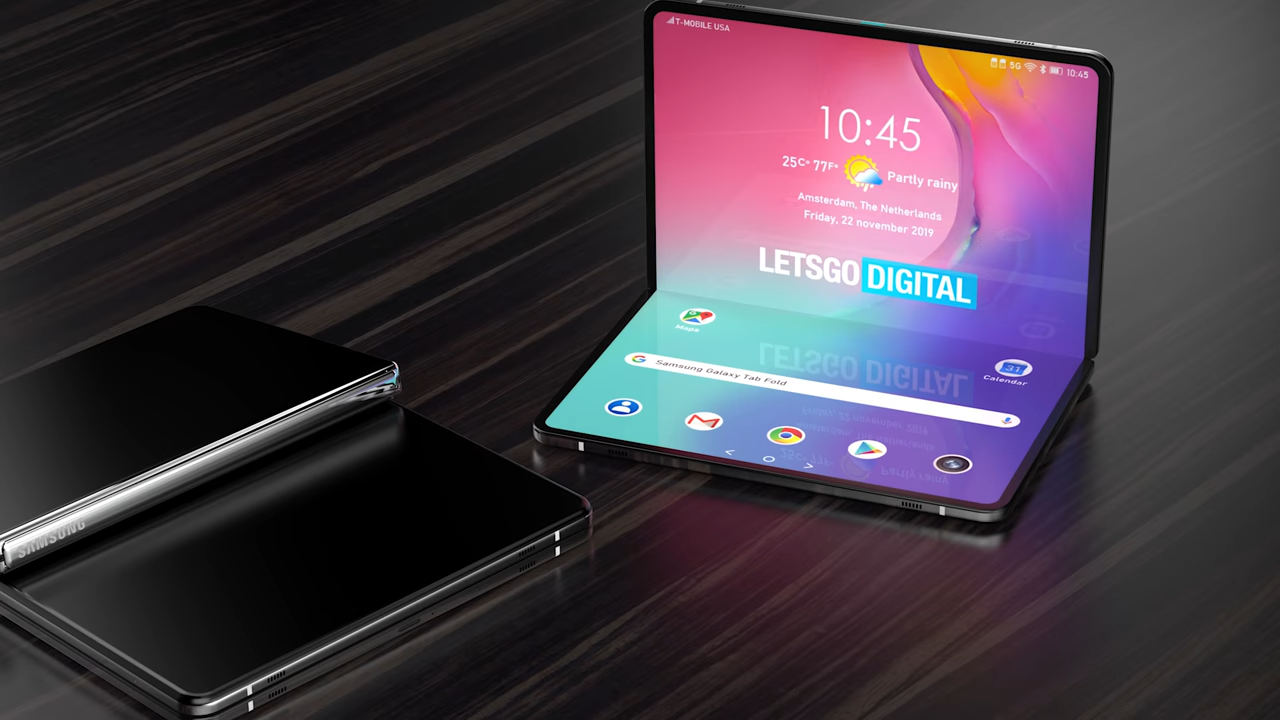 T-MOBILE USA
5G 10:45
10:45
25C° 77F° Partly rainy
Amsterdam, The Netherlands
Friday, 22 november 2019
LETSGO DIGITAL
Maps
31
Calendar
G Samsung Galaxy Tab Fold
SAMSUNG